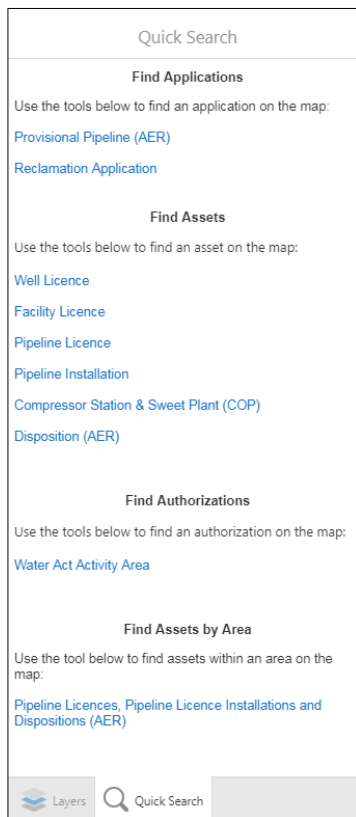 Quick Search
Find Applications
Use the tools below to find an application on the map:
Provisional Pipeline (AER)
Reclamation Application
Find Assets
Use the tools below to find an asset on the map:
Well Licence
Facility Licence
Pipeline Licence
Pipeline Installation
Compressor Station & Sweet Plant (COP)
Disposition (AER)
Find Authorizations
Use the tools below to find an authorization on the map:
Water Act Activity Area
Find Assets by Area
Use the tool below to find assets within an area on the
map:
Pipeline Licences, Pipeline Licence Installations and
Dispositions (AER)
Layers Quick Search